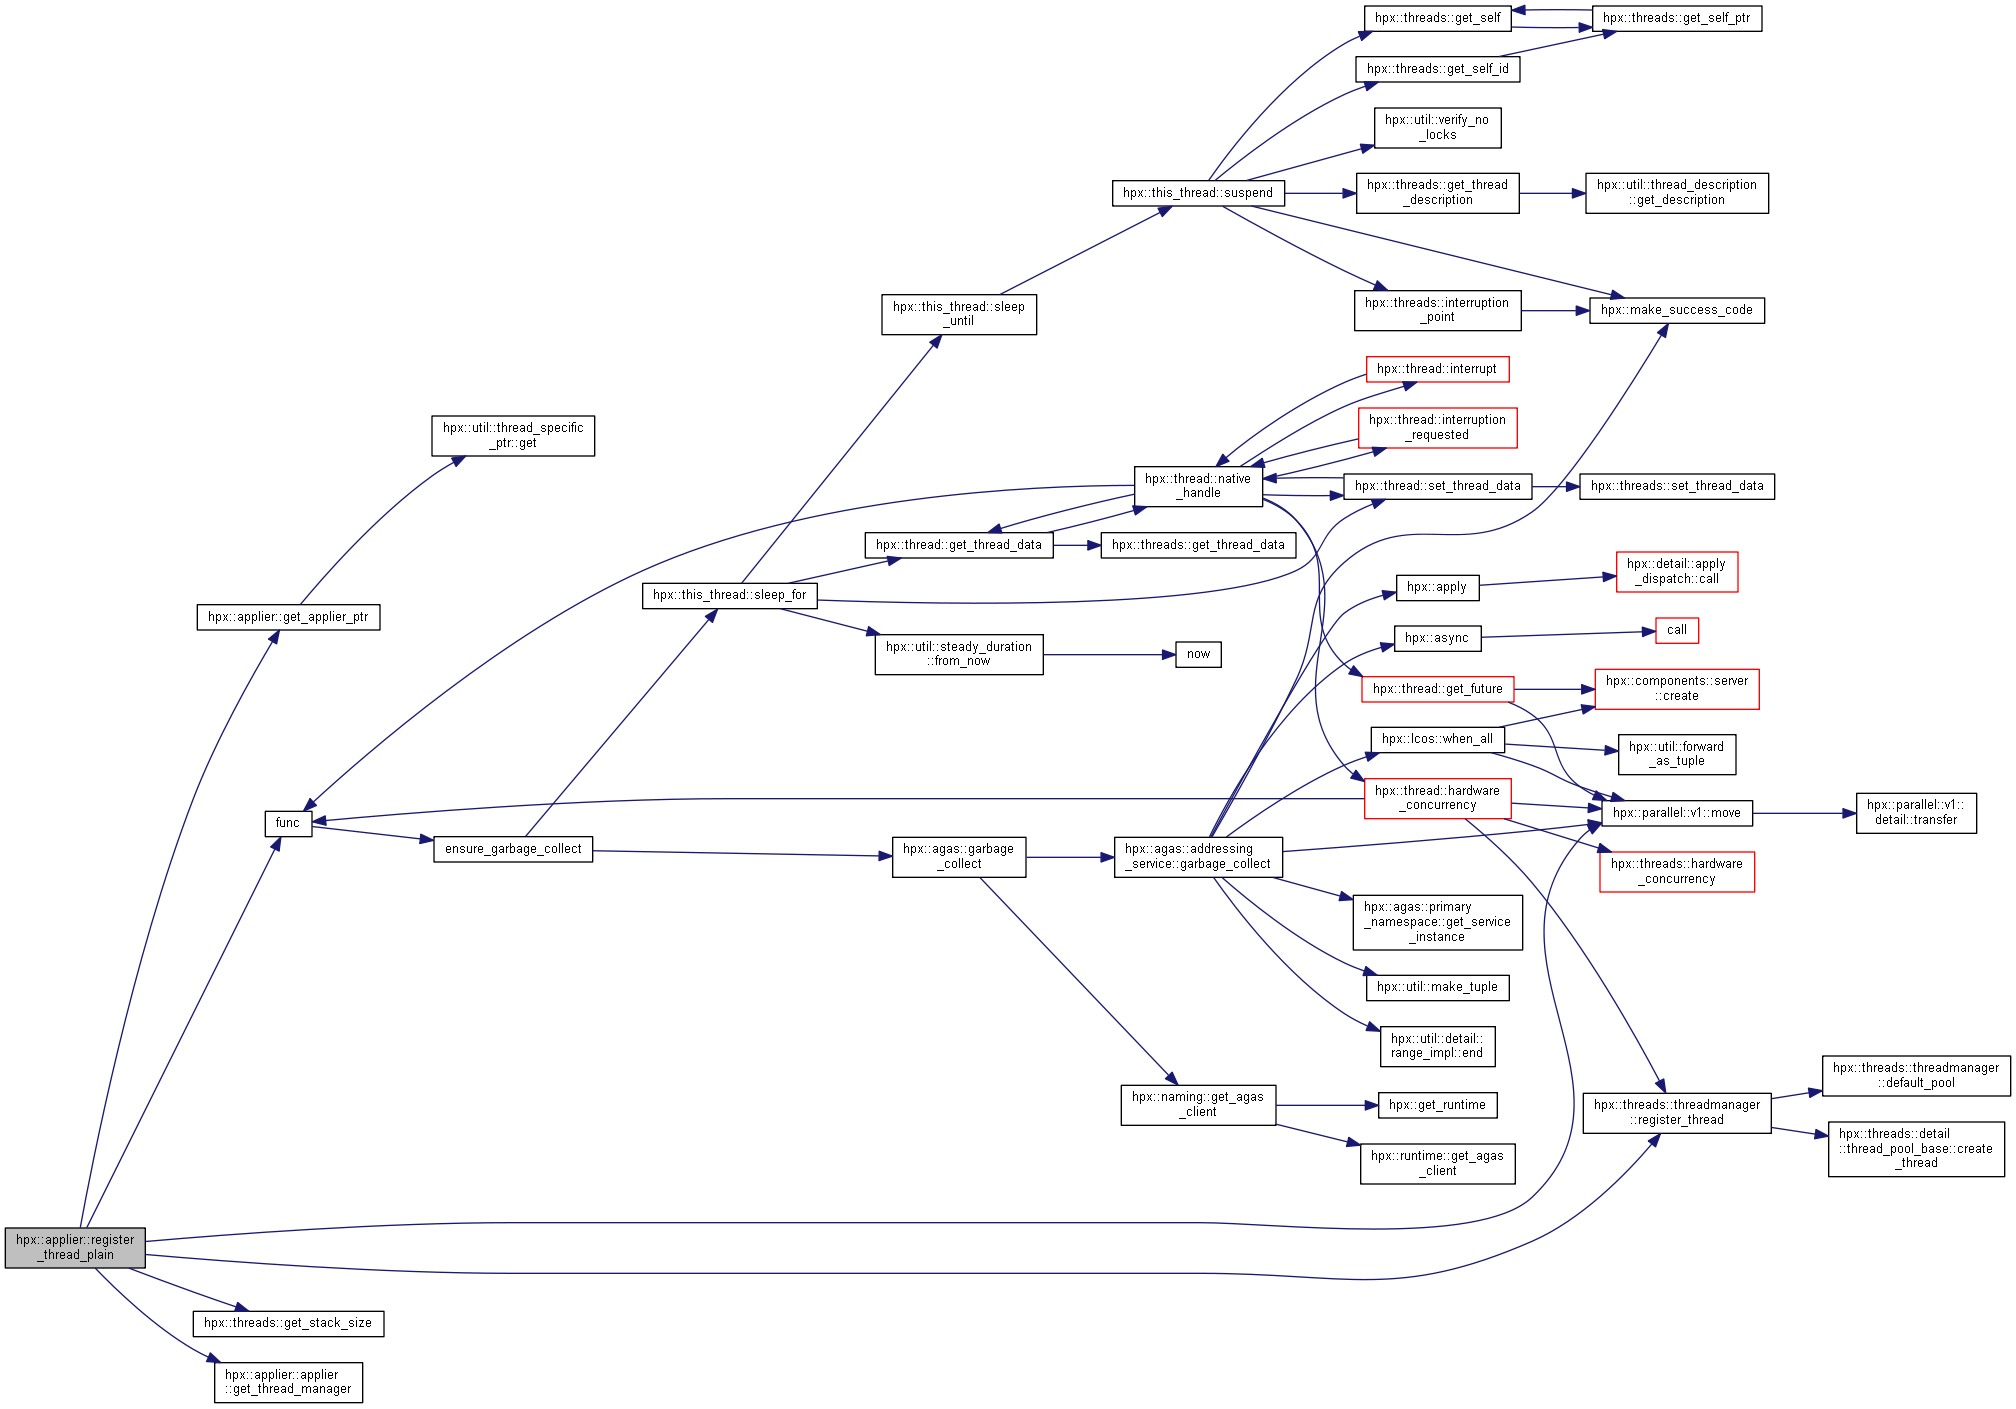 hpx::threads::get_self
hpx::threads::get_self_ptr
hpx::threads::get_self_id
hpx::util::verify_no
_locks
hpx::this_thread::suspend
hpx::threads::get_thread
_description
hpx::util::thread_description
::get_description
hpx::this_thread::sleep
_until
hpx::threads::interruption
_point
hpx::make_success_code
hpx::thread::interrupt
hpx::util::thread_specific
_ptr::get
hpx::thread::interruption
_requested
hpx::thread::native
_handle
hpx::thread::set_thread_data
hpx::threads::set_thread_data
hpx::thread::get_thread_data
hpx::threads::get_thread_data
hpx::detail::apply
_dispatch::call
hpx::this_thread::sleep_for
hpx::apply
hpx::applier::get_applier_ptr
hpx::async
call
hpx::util::steady_duration
::from_now
now
hpx::thread::get_future
hpx::components::server
::create
hpx::lcos::when_all
hpx::util::forward
_as_tuple
hpx::thread::hardware
_concurrency
hpx::parallel::v1::move
hpx::parallel::v1::
detail::transfer
func
ensure_garbage_collect
hpx::agas::garbage
_collect
hpx::agas::addressing
_service::garbage_collect
hpx::threads::hardware
_concurrency
hpx::agas::primary
_namespace::get_service
_instance
hpx::util::make_tuple
hpx::util::detail::
range_impl::end
hpx::naming::get_agas
_client
hpx::get_runtime
hpx::threads::threadmanager
::register_thread
hpx::threads::threadmanager
::default_pool
hpx::threads::detail
::thread_pool_base::create
_thread
hpx::runtime::get_agas
_client
hpx::applier::register
_thread_plain
hpx::threads::get_stack_size
hpx::applier::applier
::get_thread_manager